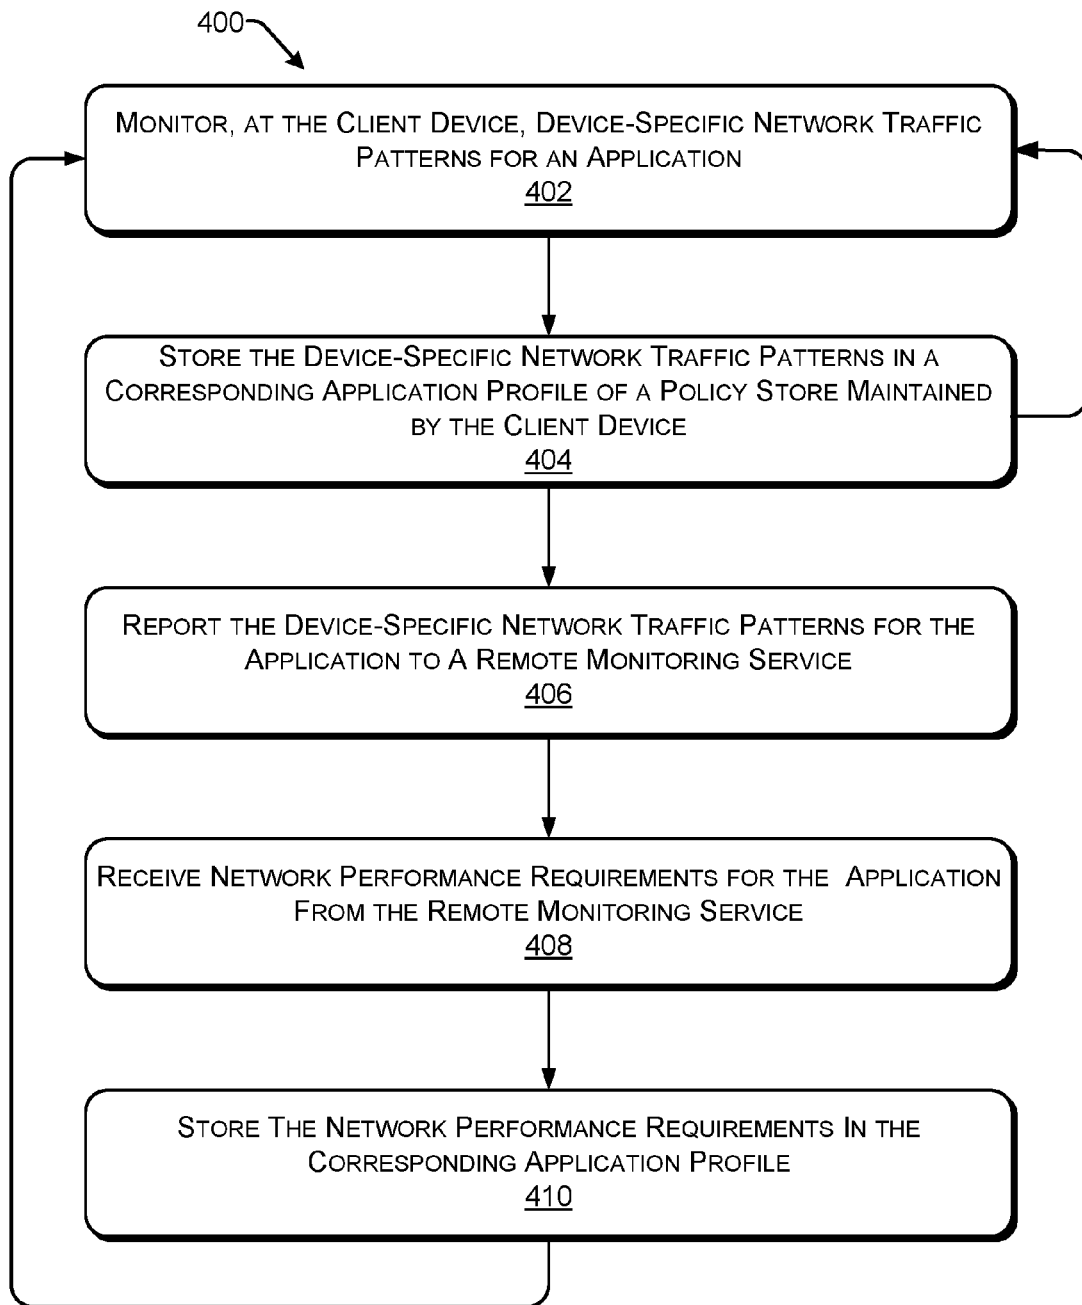 400
MONITOR, AT THE CLIENT DEVICE, DEVICE-SPECIFIC NETWORK TRAFFIC
PATTERNS FOR AN APPLICATION
402
STORE THE DEVICE-SPECIFIC NETWORK TRAFFIC PATTERNS IN A
CORRESPONDING APPLICATION PROFILE OF A POLICY STORE MAINTAINED
BY THE CLIENT DEVICE
404
REPORT THE DEVICE-SPECIFIC NETWORK TRAFFIC PATTERNS FOR THE
APPLICATION TO A REMOTE MONITORING SERVICE
406
RECEIVE NETWORK PERFORMANCE REQUIREMENTS FOR THE APPLICATION
FROM THE REMOTE MONITORING SERVICE
408
STORE THE NETWORK PERFORMANCE REQUIREMENTS IN THE
CORRESPONDING APPLICATION PROFILE
410